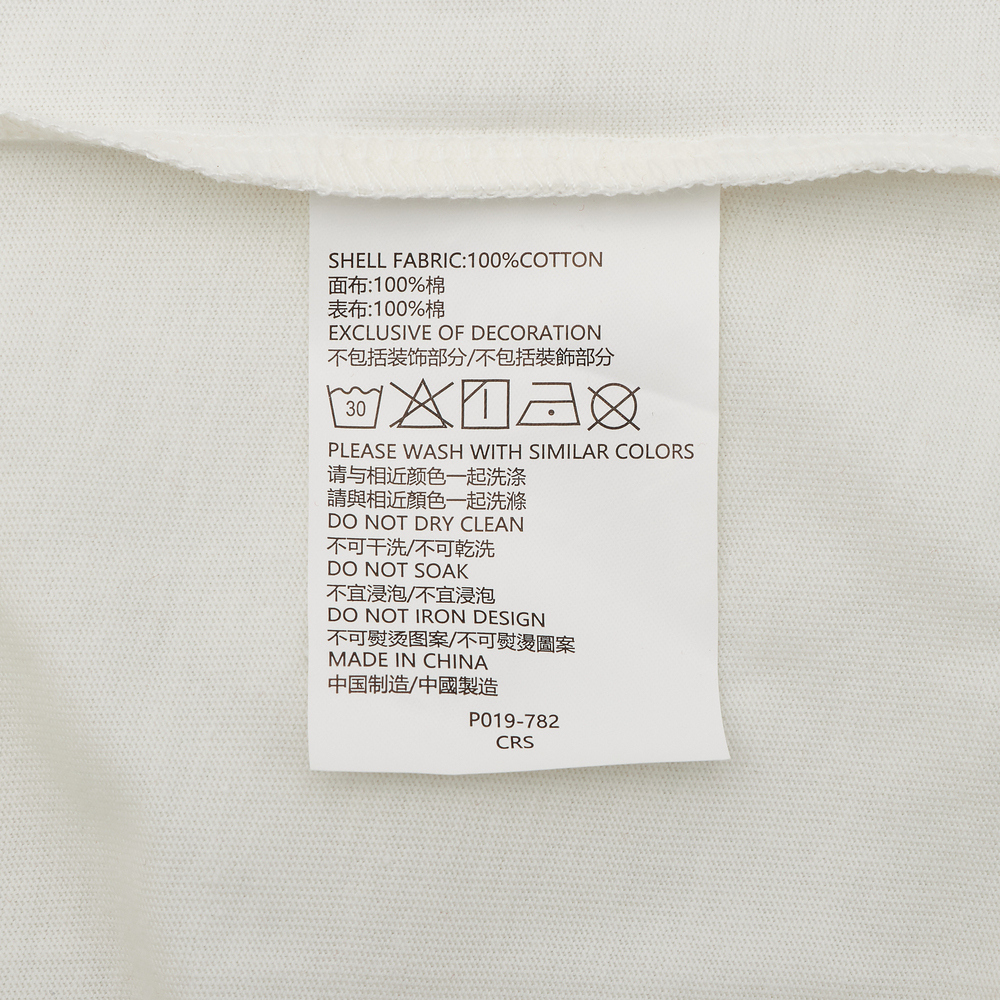 SHELL FABRIC:100%COTTON
面布:100%棉
表布:100%棉
EXCLUSIVE OF DECORATION
不包括装饰部分/不包括裝飾部分
30
PLEASE WASH WITH SIMILAR COLORS
请与相近颜色一起洗涤
請與相近顏色一起洗滌
DO NOT DRY CLEAN
不可干洗/不可乾洗
DO NOT SOAK
不宜浸泡/不宜浸泡
DO NOT IRON DESIGN
不可熨烫图案/不可熨燙圖案
MADE IN CHINA
中国制造/中國製造
P019-782
CRS